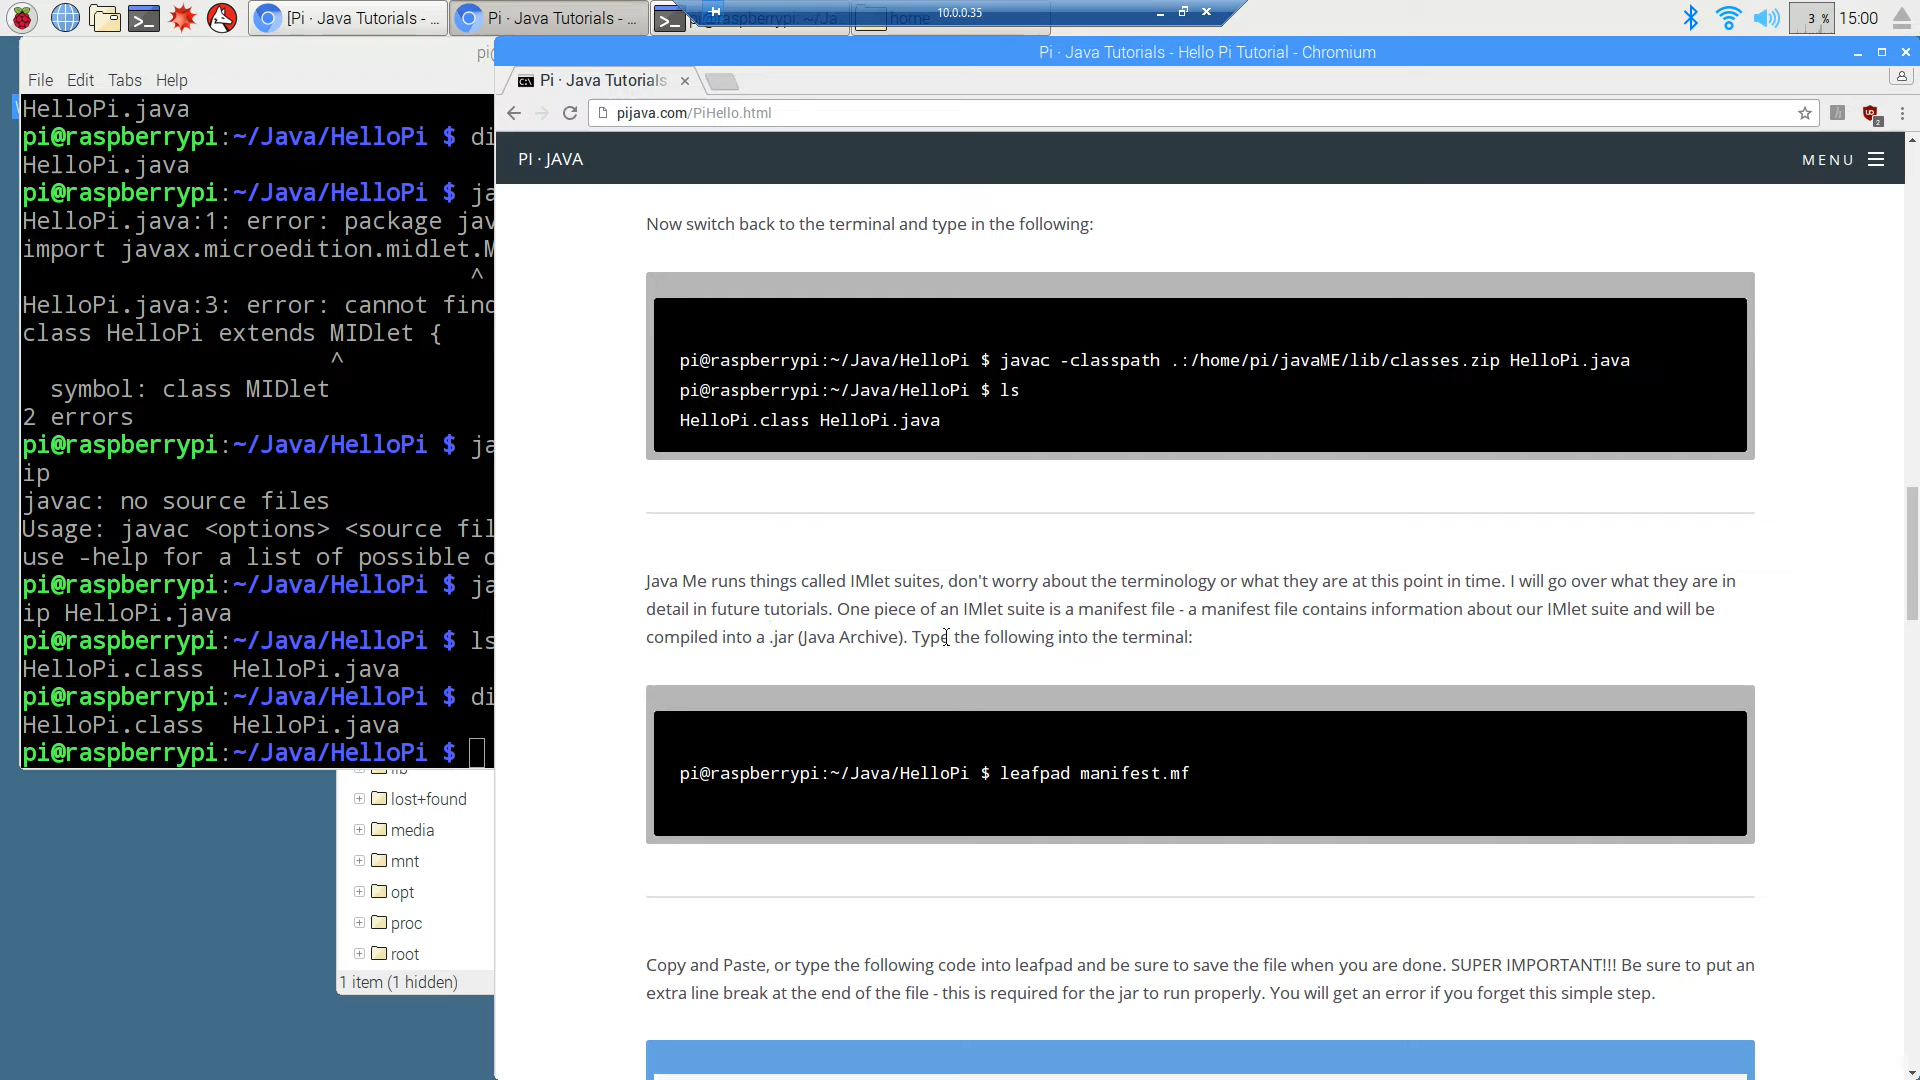 [Pi · Java Tutorials - ...
Pi · Java Tutorials - ...
10.0.0.35
3 %
15:00
Pi · Java Tutorials - Hello Pi Tutorial - Chromium
File Edit Tabs Help
Pi · Java Tutorials
pijava.com/PiHello.html
PI · JAVA
MENU
HelloPi.java
pi@raspberrypi:~/Java/HelloPi $ di
HelloPi.java
pi@raspberrypi:~/Java/HelloPi $ ja
HelloPi.java:1: error: package jav
import javax.microedition.midlet.M
^
HelloPi.java:3: error: cannot find
class HelloPi extends MIDlet {
^
symbol: class MIDlet
2 errors
pi@raspberrypi:~/Java/HelloPi $ ja
ip
javac: no source files
Usage: javac <options> <source fil
use -help for a list of possible o
pi@raspberrypi:~/Java/HelloPi $ ja
ip HelloPi.java
pi@raspberrypi:~/Java/HelloPi $ ls
HelloPi.class HelloPi.java
pi@raspberrypi:~/Java/HelloPi $ di
HelloPi.class HelloPi.java
pi@raspberrypi:~/Java/HelloPi $
lib
lost+found
media
mnt
opt
proc
root
1 item (1 hidden)
Now switch back to the terminal and type in the following:
pi@raspberrypi:~/Java/HelloPi $ javac -classpath .:/home/pi/javaME/lib/classes.zip HelloPi.java
pi@raspberrypi:~/Java/HelloPi $ ls
HelloPi.class HelloPi.java
Java Me runs things called IMlet suites, don't worry about the terminology or what they are at this point in time. I will go over what they are in
detail in future tutorials. One piece of an IMlet suite is a manifest file - a manifest file contains information about our IMlet suite and will be
compiled into a .jar (Java Archive). Type the following into the terminal:
pi@raspberrypi:~/Java/HelloPi $ leafpad manifest.mf
Copy and Paste, or type the following code into leafpad and be sure to save the file when you are done. SUPER IMPORTANT!!! Be sure to put an
extra line break at the end of the file - this is required for the jar to run properly. You will get an error if you forget this simple step.